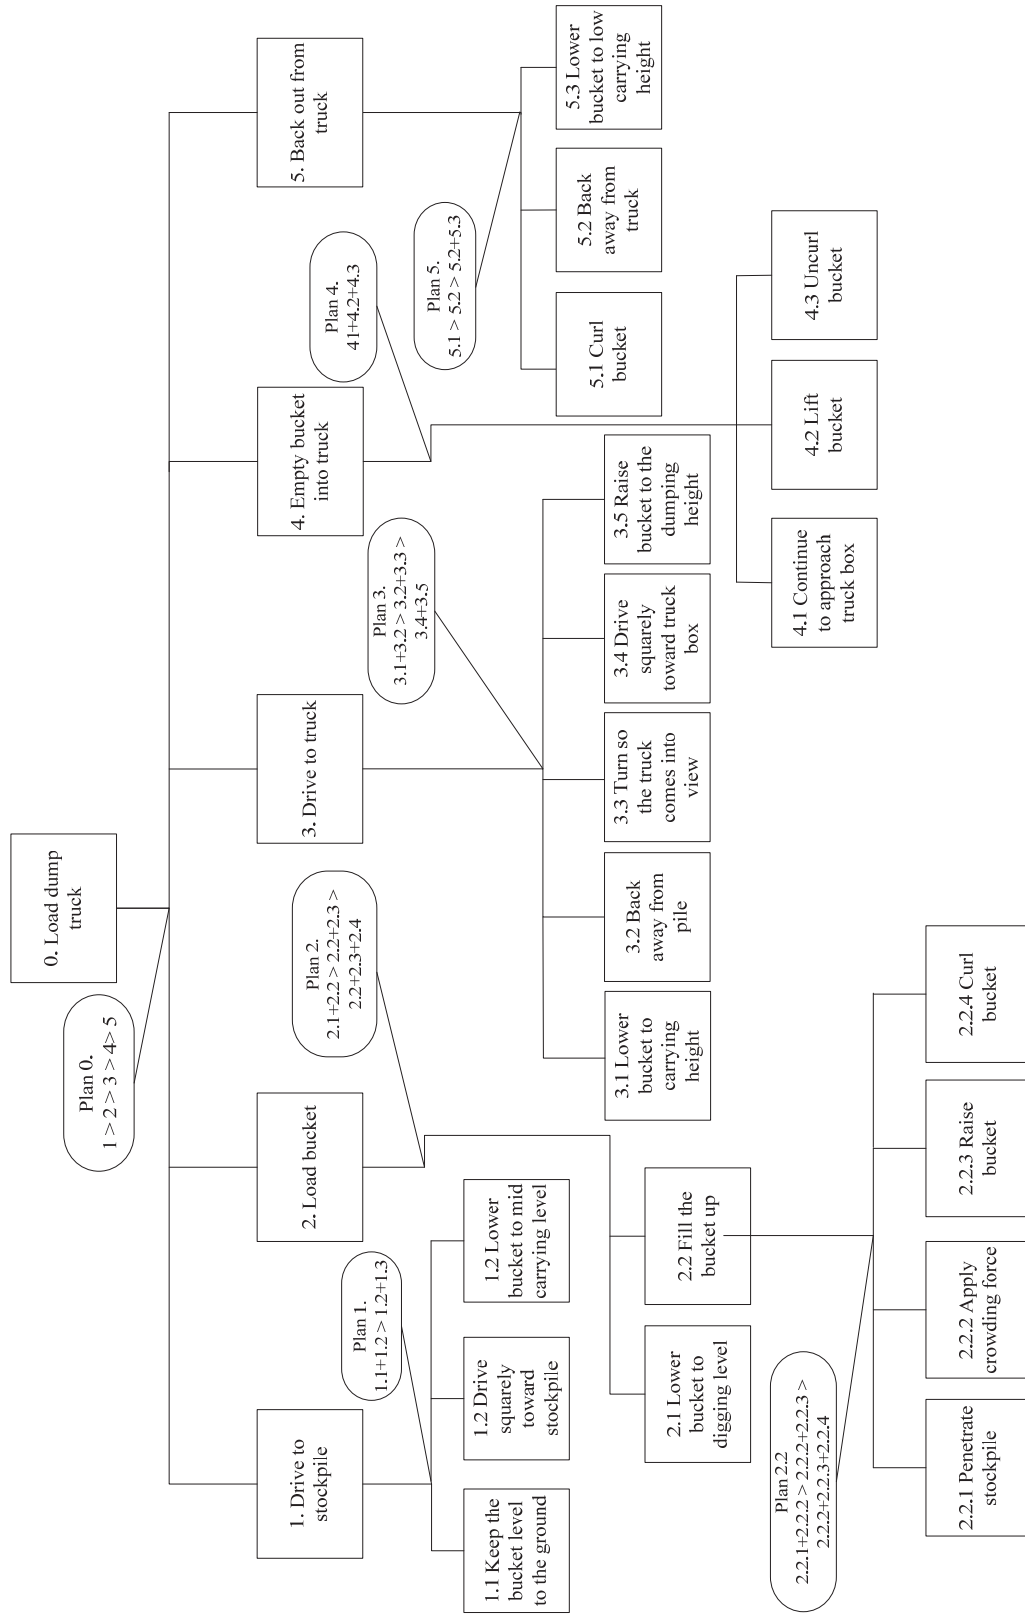 0. Load dump
truck
Plan 0.
1 > 2 > 3 > 4> 5
1. Drive to
stockpile
2. Load bucket
3. Drive to truck
4. Empty bucket
into truck
5. Back out from
truck
Plan 1.
1.1+1.2 > 1.2+1.3
Plan 2.
2.1+2.2 > 2.2+2.3 >
2.2+2.3+2.4
Plan 3.
3.1+3.2 > 3.2+3.3 >
3.4+3.5
Plan 4.
41+4.2+4.3
Plan 5.
5.1 > 5.2 > 5.2+5.3
1.1 Keep the
bucket level
to the ground
1.2 Drive
squarely
toward
stockpile
1.2 Lower
bucket to mid
carrying level
2.1 Lower
bucket to
digging level
2.2 Fill the
bucket up
3.1 Lower
bucket to
carrying
height
3.2 Back
away from
pile
3.3 Turn so
the truck
comes into
view
3.4 Drive
squarely
toward truck
box
3.5 Raise
bucket to the
dumping
height
4.1 Continue
to approach
truck box
4.2 Lift
bucket
4.3 Uncurl
bucket
5.1 Curl
bucket
5.2 Back
away from
truck
5.3 Lower
bucket to low
carrying
height
Plan 2.2
2.2.1+2.2.2 > 2.2.2+2.2.3 >
2.2.2+2.2.3+2.2.4
2.2.1 Penetrate
stockpile
2.2.2 Apply
crowding force
2.2.3 Raise
bucket
2.2.4 Curl
bucket